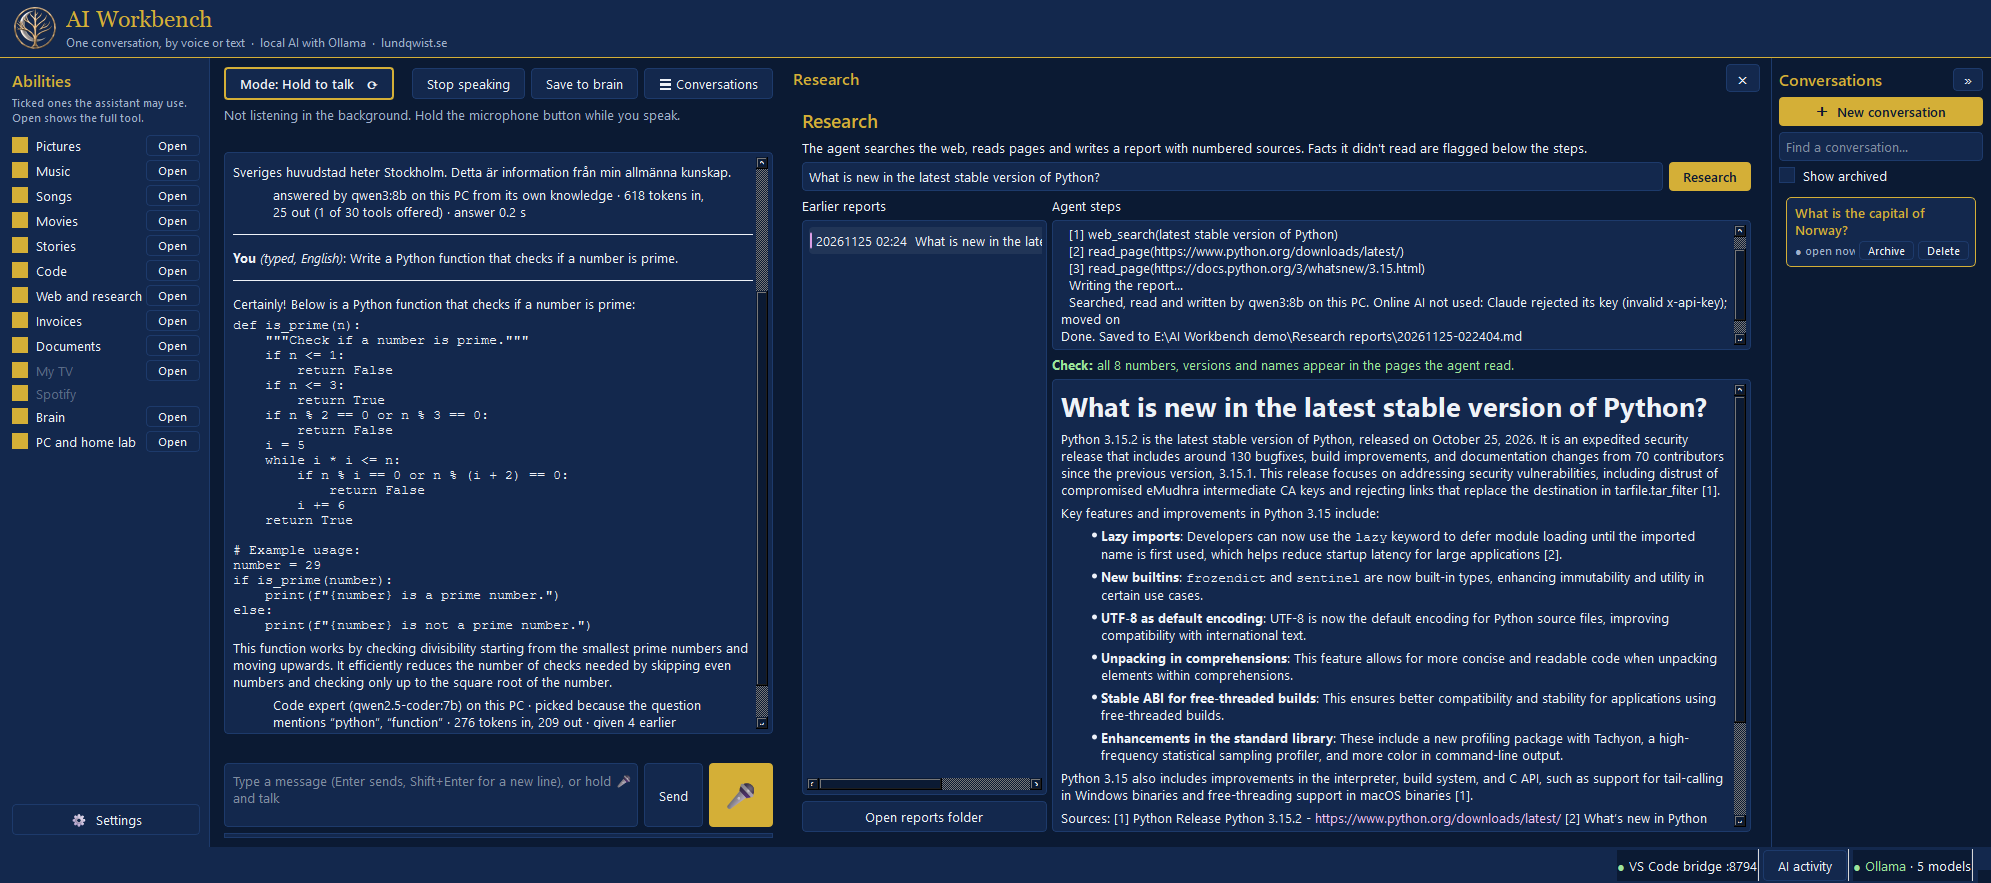 AI Workbench
One conversation, by voice or text · local AI with Ollama · lundqwist.se
Abilities
Ticked ones the assistant may use.
Open shows the full tool.
Pictures Open
Music Open
Songs Open
Movies Open
Stories Open
Code Open
Web and research Open
Invoices Open
Documents Open
My TV Open
Spotify
Brain Open
PC and home lab Open
Settings
Mode: Hold to talk
Stop speaking
Save to brain
Conversations
Not listening in the background. Hold the microphone button while you speak.
Sveriges huvudstad heter Stockholm. Detta är information från min allmänna kunskap.
answered by qwen3:8b on this PC from its own knowledge · 618 tokens in,
25 out (1 of 30 tools offered) · answer 0.2 s
You (typed, English): Write a Python function that checks if a number is prime.
Certainly! Below is a Python function that checks if a number is prime:
def is_prime(n):
    """Check if a number is prime."""
    if n <= 1:
        return False
    if n <= 3:
        return True
    if n % 2 == 0 or n % 3 == 0:
        return False
    i = 5
    while i * i <= n:
        if n % i == 0 or n % (i + 2) == 0:
            return False
        i += 6
    return True
# Example usage:
number = 29
if is_prime(number):
    print(f"{number} is a prime number.")
else:
    print(f"{number} is not a prime number.")
This function works by checking divisibility starting from the smallest prime numbers and
moving upwards. It efficiently reduces the number of checks needed by skipping even
numbers and checking only up to the square root of the number.
Code expert (qwen2.5-coder:7b) on this PC · picked because the question
mentions "python", "function" · 276 tokens in, 209 out · given 4 earlier
Type a message (Enter sends, Shift+Enter for a new line), or hold
and talk
Send
Research
×
Research
The agent searches the web, reads pages and writes a report with numbered sources. Facts it didn't read are flagged below the steps.
What is new in the latest stable version of Python?
Research
Earlier reports
20261125 02:24 What is new in the late
Open reports folder
Agent steps
[1] web_search(latest stable version of Python)
[2] read_page(https://www.python.org/downloads/latest/)
[3] read_page(https://docs.python.org/3/whatsnew/3.15.html)
Writing the report...
Searched, read and written by qwen3:8b on this PC. Online AI not used: Claude rejected its key (invalid x-api-key);
moved on
Done. Saved to E:\AI Workbench demo\Research reports\20261125-022404.md
Check: all 8 numbers, versions and names appear in the pages the agent read.
What is new in the latest stable version of Python?
Python 3.15.2 is the latest stable version of Python, released on October 25, 2026. It is an expedited security
release that includes around 130 bugfixes, build improvements, and documentation changes from 70 contributors
since the previous version, 3.15.1. This release focuses on addressing security vulnerabilities, including distrust of
compromised eMudhra intermediate CA keys and rejecting links that replace the destination in tarfile.tar_filter [1].
Key features and improvements in Python 3.15 include:
• Lazy imports: Developers can now use the lazy keyword to defer module loading until the imported
name is first used, which helps reduce startup latency for large applications [2].
• New builtins: frozendict and sentinel are now built-in types, enhancing immutability and utility in
certain use cases.
• UTF-8 as default encoding: UTF-8 is now the default encoding for Python source files, improving
compatibility with international text.
• Unpacking in comprehensions: This feature allows for more concise and readable code when unpacking
elements within comprehensions.
• Stable ABI for free-threaded builds: This ensures better compatibility and stability for applications using
free-threaded builds.
• Enhancements in the standard library: These include a new profiling package with Tachyon, a high-
frequency statistical sampling profiler, and more color in command-line output.
Python 3.15 also includes improvements in the interpreter, build system, and C API, such as support for tail-calling
in Windows binaries and free-threading support in macOS binaries [1].
Sources: [1] Python Release Python 3.15.2 - https://www.python.org/downloads/latest/ [2] What's new in Python
Conversations
»
+ New conversation
Find a conversation...
Show archived
What is the capital of
Norway?
• open now Archive Delete
• VS Code bridge :8794
AI activity
• Ollama · 5 models